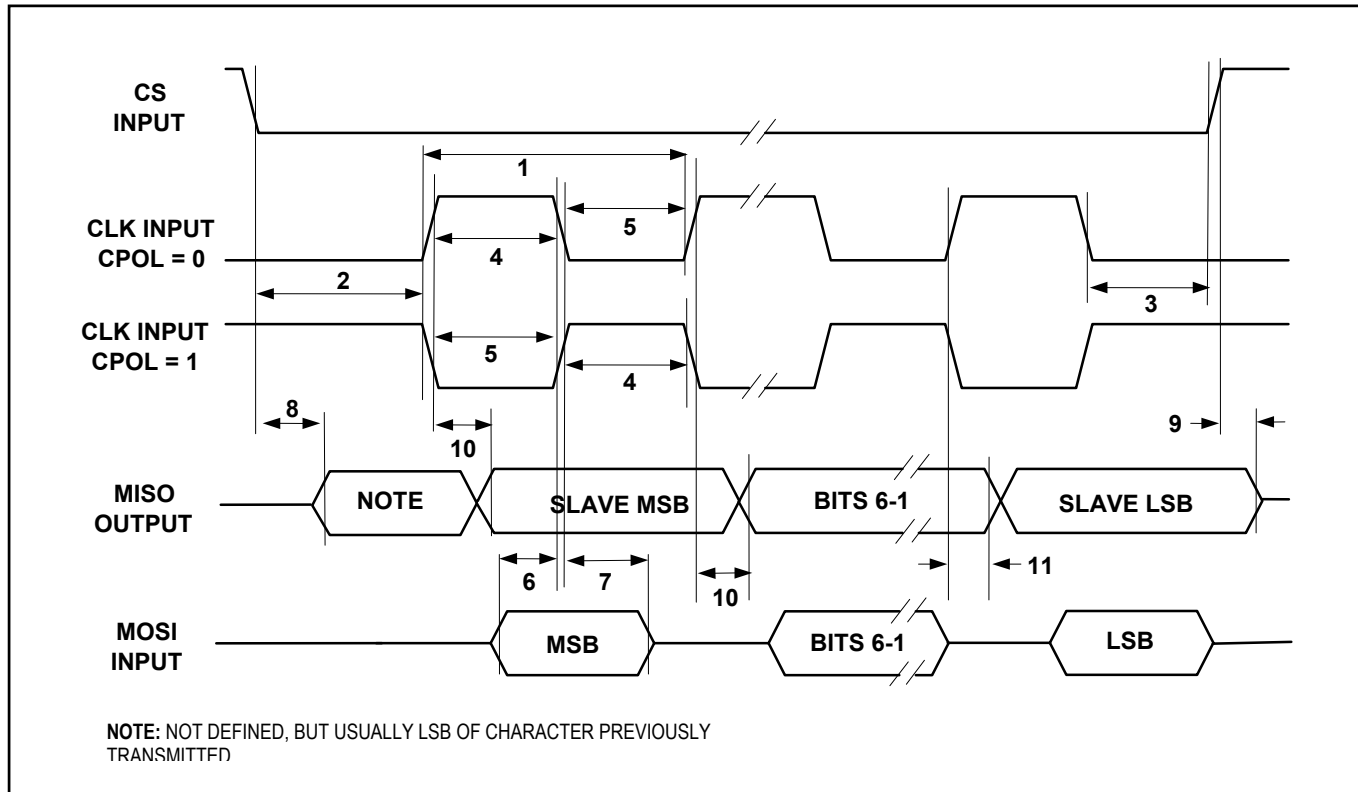 CS
INPUT
1
5
CLK INPUT
CPOL = 0
4
2
3
CLK INPUT
CPOL = 1
5
4
8
9
10
MISO
OUTPUT
NOTE
SLAVE MSB
BITS 6-1
SLAVE LSB
6
7
10
11
MOSI
INPUT
MSB
BITS 6-1
LSB
NOTE: NOT DEFINED, BUT USUALLY LSB OF CHARACTER PREVIOUSLY
TRANSMITTED